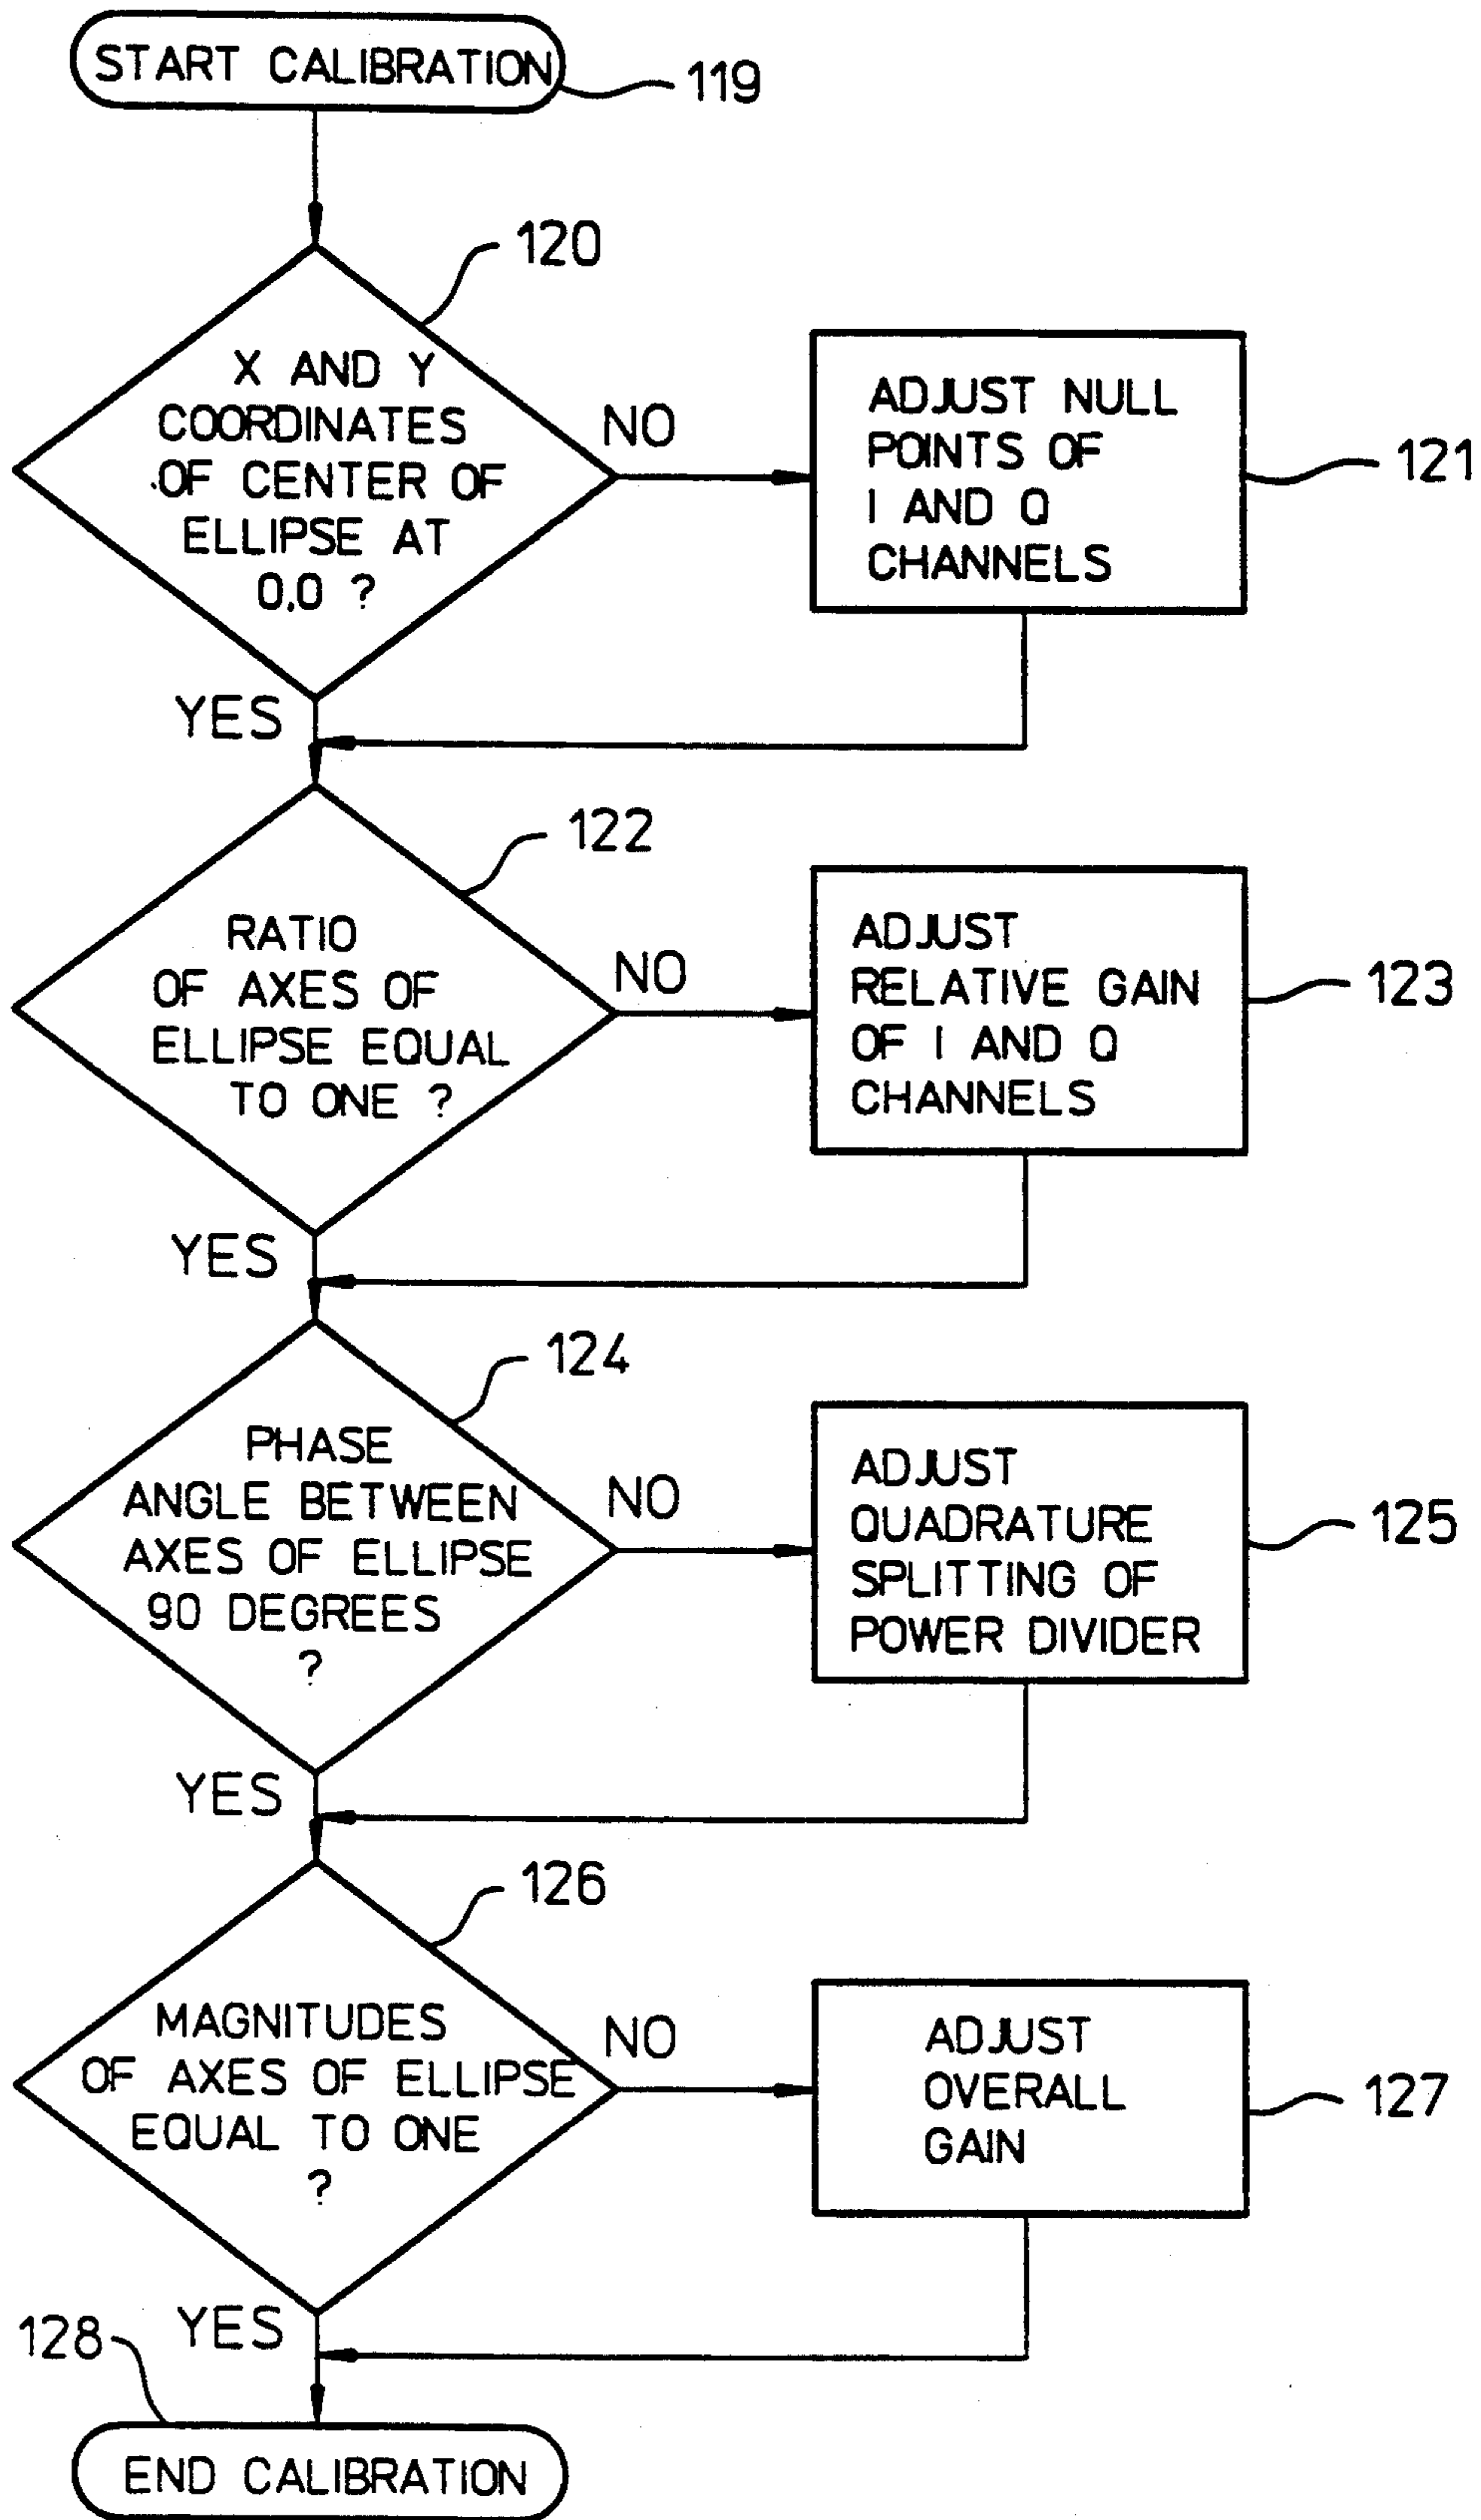 START CALIBRATION
119
120
X AND Y
COORDINATES
OF CENTER OF
ELLIPSE AT
0,0 ?
NO
ADJUST NULL
POINTS OF
I AND Q
CHANNELS
121
YES
122
RATIO
OF AXES OF
ELLIPSE EQUAL
TO ONE ?
NO
ADJUST
RELATIVE GAIN
OF I AND Q
CHANNELS
123
YES
124
PHASE
ANGLE BETWEEN
AXES OF ELLIPSE
90 DEGREES
?
NO
ADJUST
QUADRATURE
SPLITTING OF
POWER DIVIDER
125
YES
126
MAGNITUDES
OF AXES OF ELLIPSE
EQUAL TO ONE
?
NO
ADJUST
OVERALL
GAIN
127
YES
128
END CALIBRATION